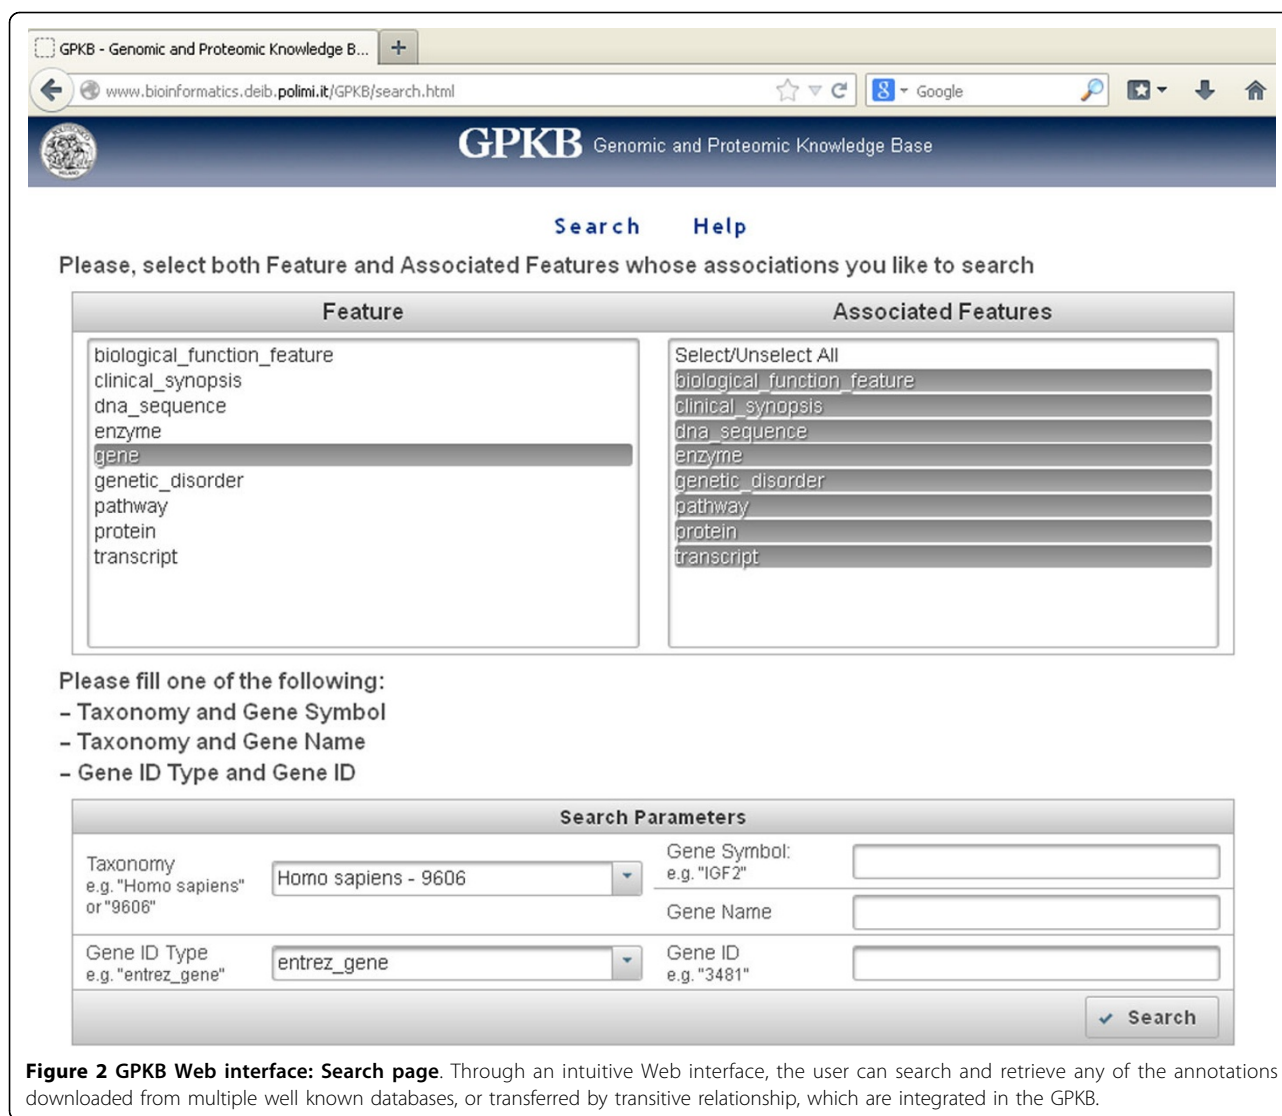 GPKB - Genomic and Proteomic Knowledge B...
www.bioinformatics.deib.polimi.it/GPKB/search.html
8 Google
GPKB Genomic and Proteomic Knowledge Base
Search Help
Please, select both Feature and Associated Features whose associations you like to search
Feature
biological_function_feature
clinical_synopsis
dna_sequence
enzyme
gene
genetic_disorder
pathway
protein
transcript
Associated Features
Select/Unselect All
biological_function_feature
clinical_synopsis
dna_sequence
enzyme
genetic_disorder
pathway
protein
transcript
Please fill one of the following:
– Taxonomy and Gene Symbol
– Taxonomy and Gene Name
– Gene ID Type and Gene ID
Search Parameters
Taxonomy
e.g. "Homo sapiens"
or "9606"
Homo sapiens - 9606
Gene Symbol:
e.g. "IGF2"
Gene Name
Gene ID Type
e.g. "entrez_gene"
entrez_gene
Gene ID
e.g. "3481"
Search
Figure 2 GPKB Web interface: Search page. Through an intuitive Web interface, the user can search and retrieve any of the annotations
downloaded from multiple well known databases, or transferred by transitive relationship, which are integrated in the GPKB.